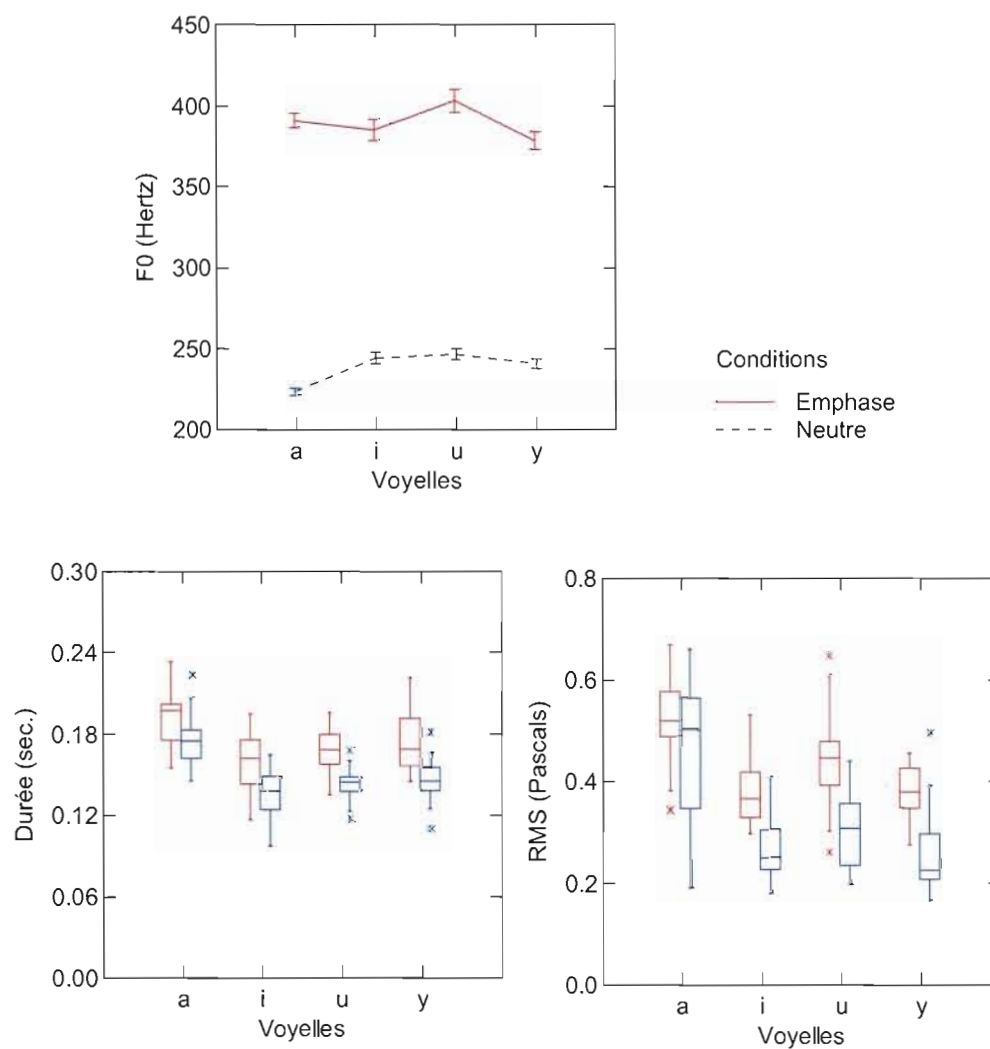 450
400
350
300
250
200
F0 (Hertz)
a i u y
Voyelles
Conditions
Emphase
Neutre
0.30
0.24
0.18
0.12
0.06
0.00
Durée (sec.)
a i u y
Voyelles
0.8
0.6
0.4
0.2
0.0
RMS (Pascals)
a i u y
Voyelles